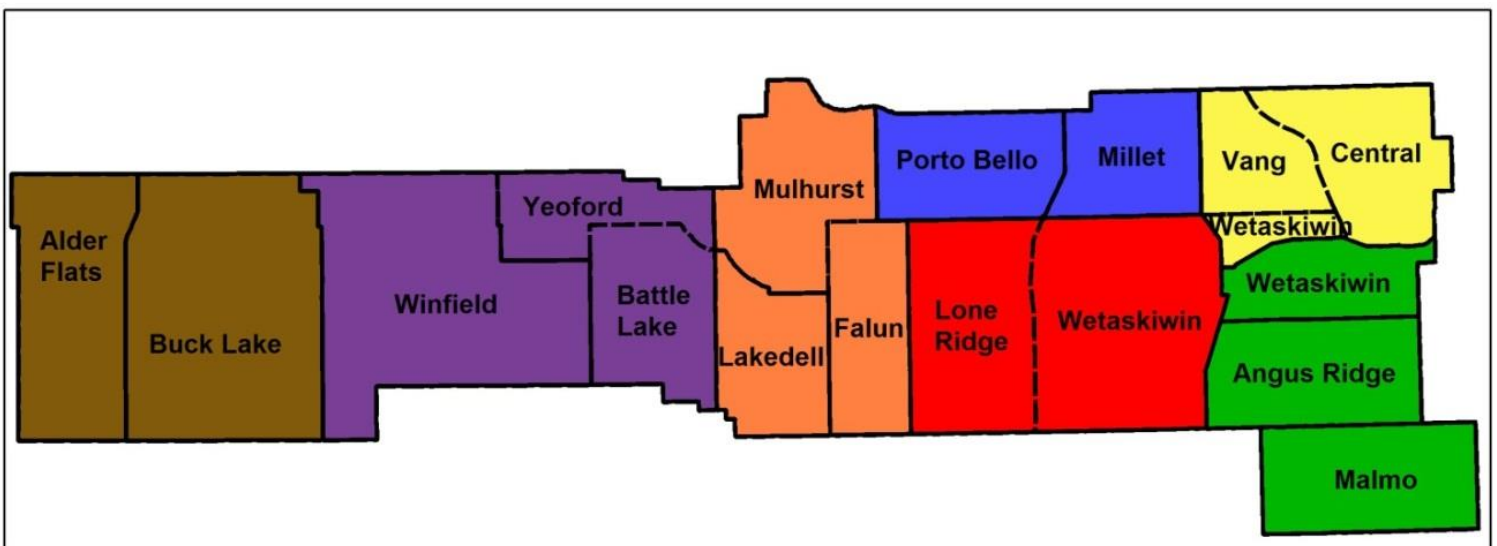 Alder
Flats
Buck Lake
Winfield
Yeoford
Battle
Lake
Mulhurst
Lakedell
Falun
Porto Bello
Millet
Lone
Ridge
Wetaskiwin
Vang
Central
Wetaskiwin
Wetaskiwin
Angus Ridge
Malmo